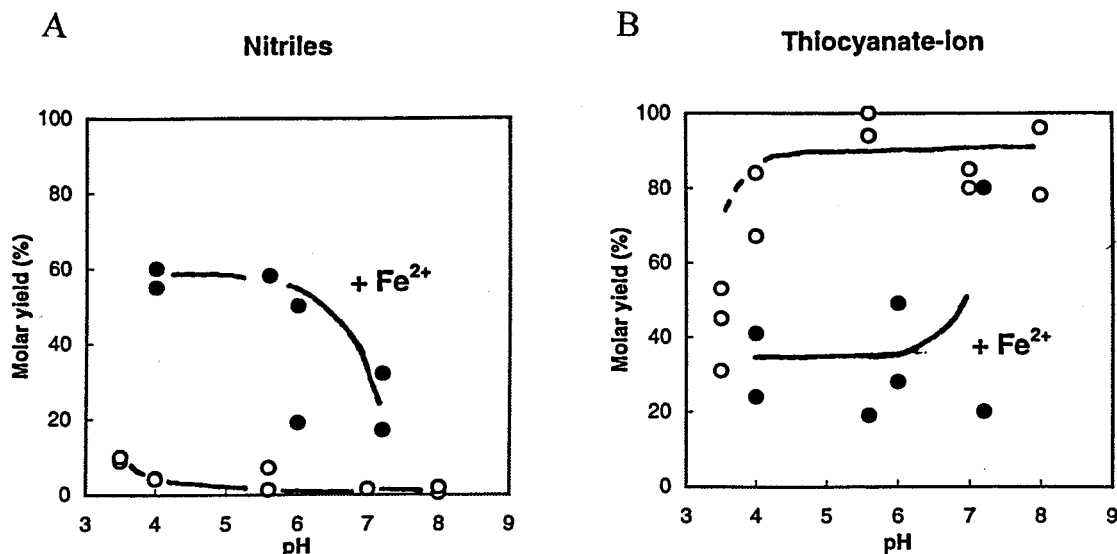 A
Nitriles
100
80
60
40
20
0
3 4 5 6 7 8 9
pH
Molar yield (%)
+ Fe²⁺
B
Thiocyanate-ion
100
80
60
40
20
0
3 4 5 6 7 8 9
pH
Molar yield (%)
+ Fe²⁺